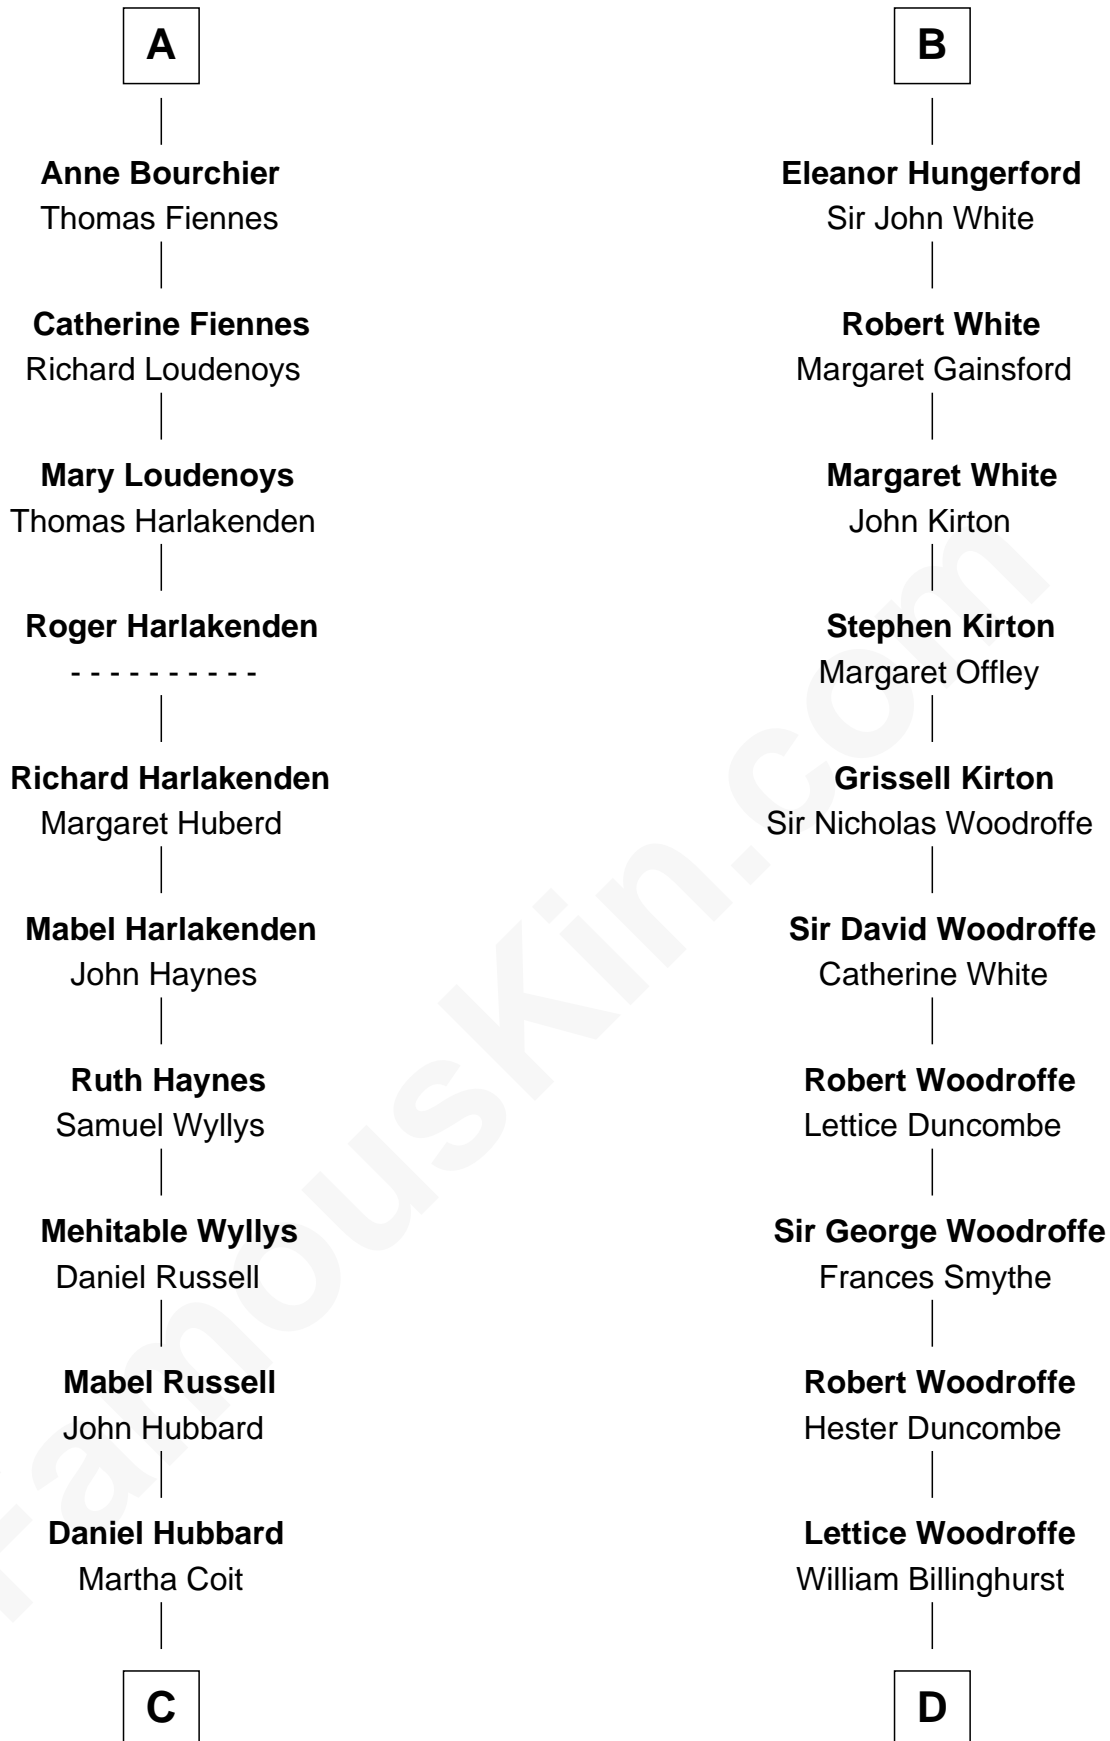 A
Anne Bourchier
Thomas Fiennes
Catherine Fiennes
Richard Loudenoys
Mary Loudenoys
Thomas Harlakenden
Roger Harlakenden
- - - - - - - - - -
Richard Harlakenden
Margaret Huberd
Mabel Harlakenden
John Haynes
Ruth Haynes
Samuel Wyllys
Mehitable Wyllys
Daniel Russell
Mabel Russell
John Hubbard
Daniel Hubbard
Martha Coit
C
B
Eleanor Hungerford
Sir John White
Robert White
Margaret Gainsford
Margaret White
John Kirton
Stephen Kirton
Margaret Offley
Grissell Kirton
Sir Nicholas Woodroffe
Sir David Woodroffe
Catherine White
Robert Woodroffe
Lettice Duncombe
Sir George Woodroffe
Frances Smythe
Robert Woodroffe
Hester Duncombe
Lettice Woodroffe
William Billinghurst
D
FamousKin.com